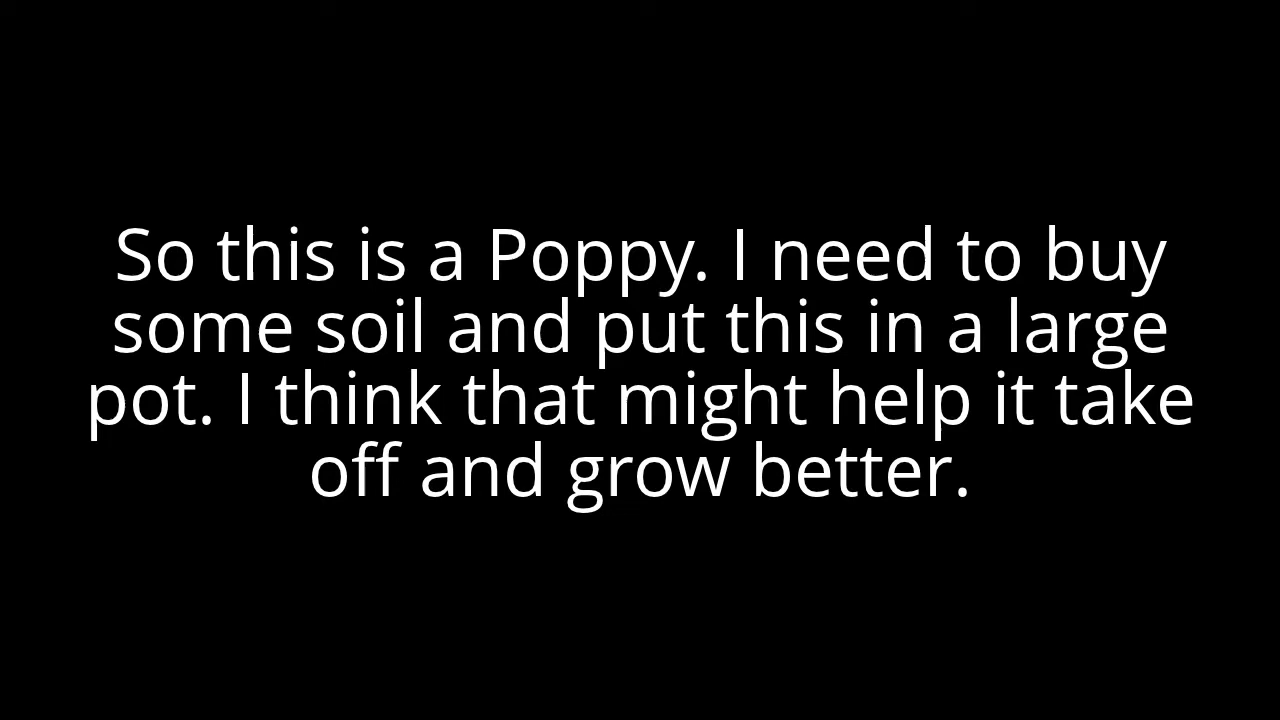 So this is a Poppy. I need to buy
some soil and put this in a large
pot. I think that might help it take
off and grow better.